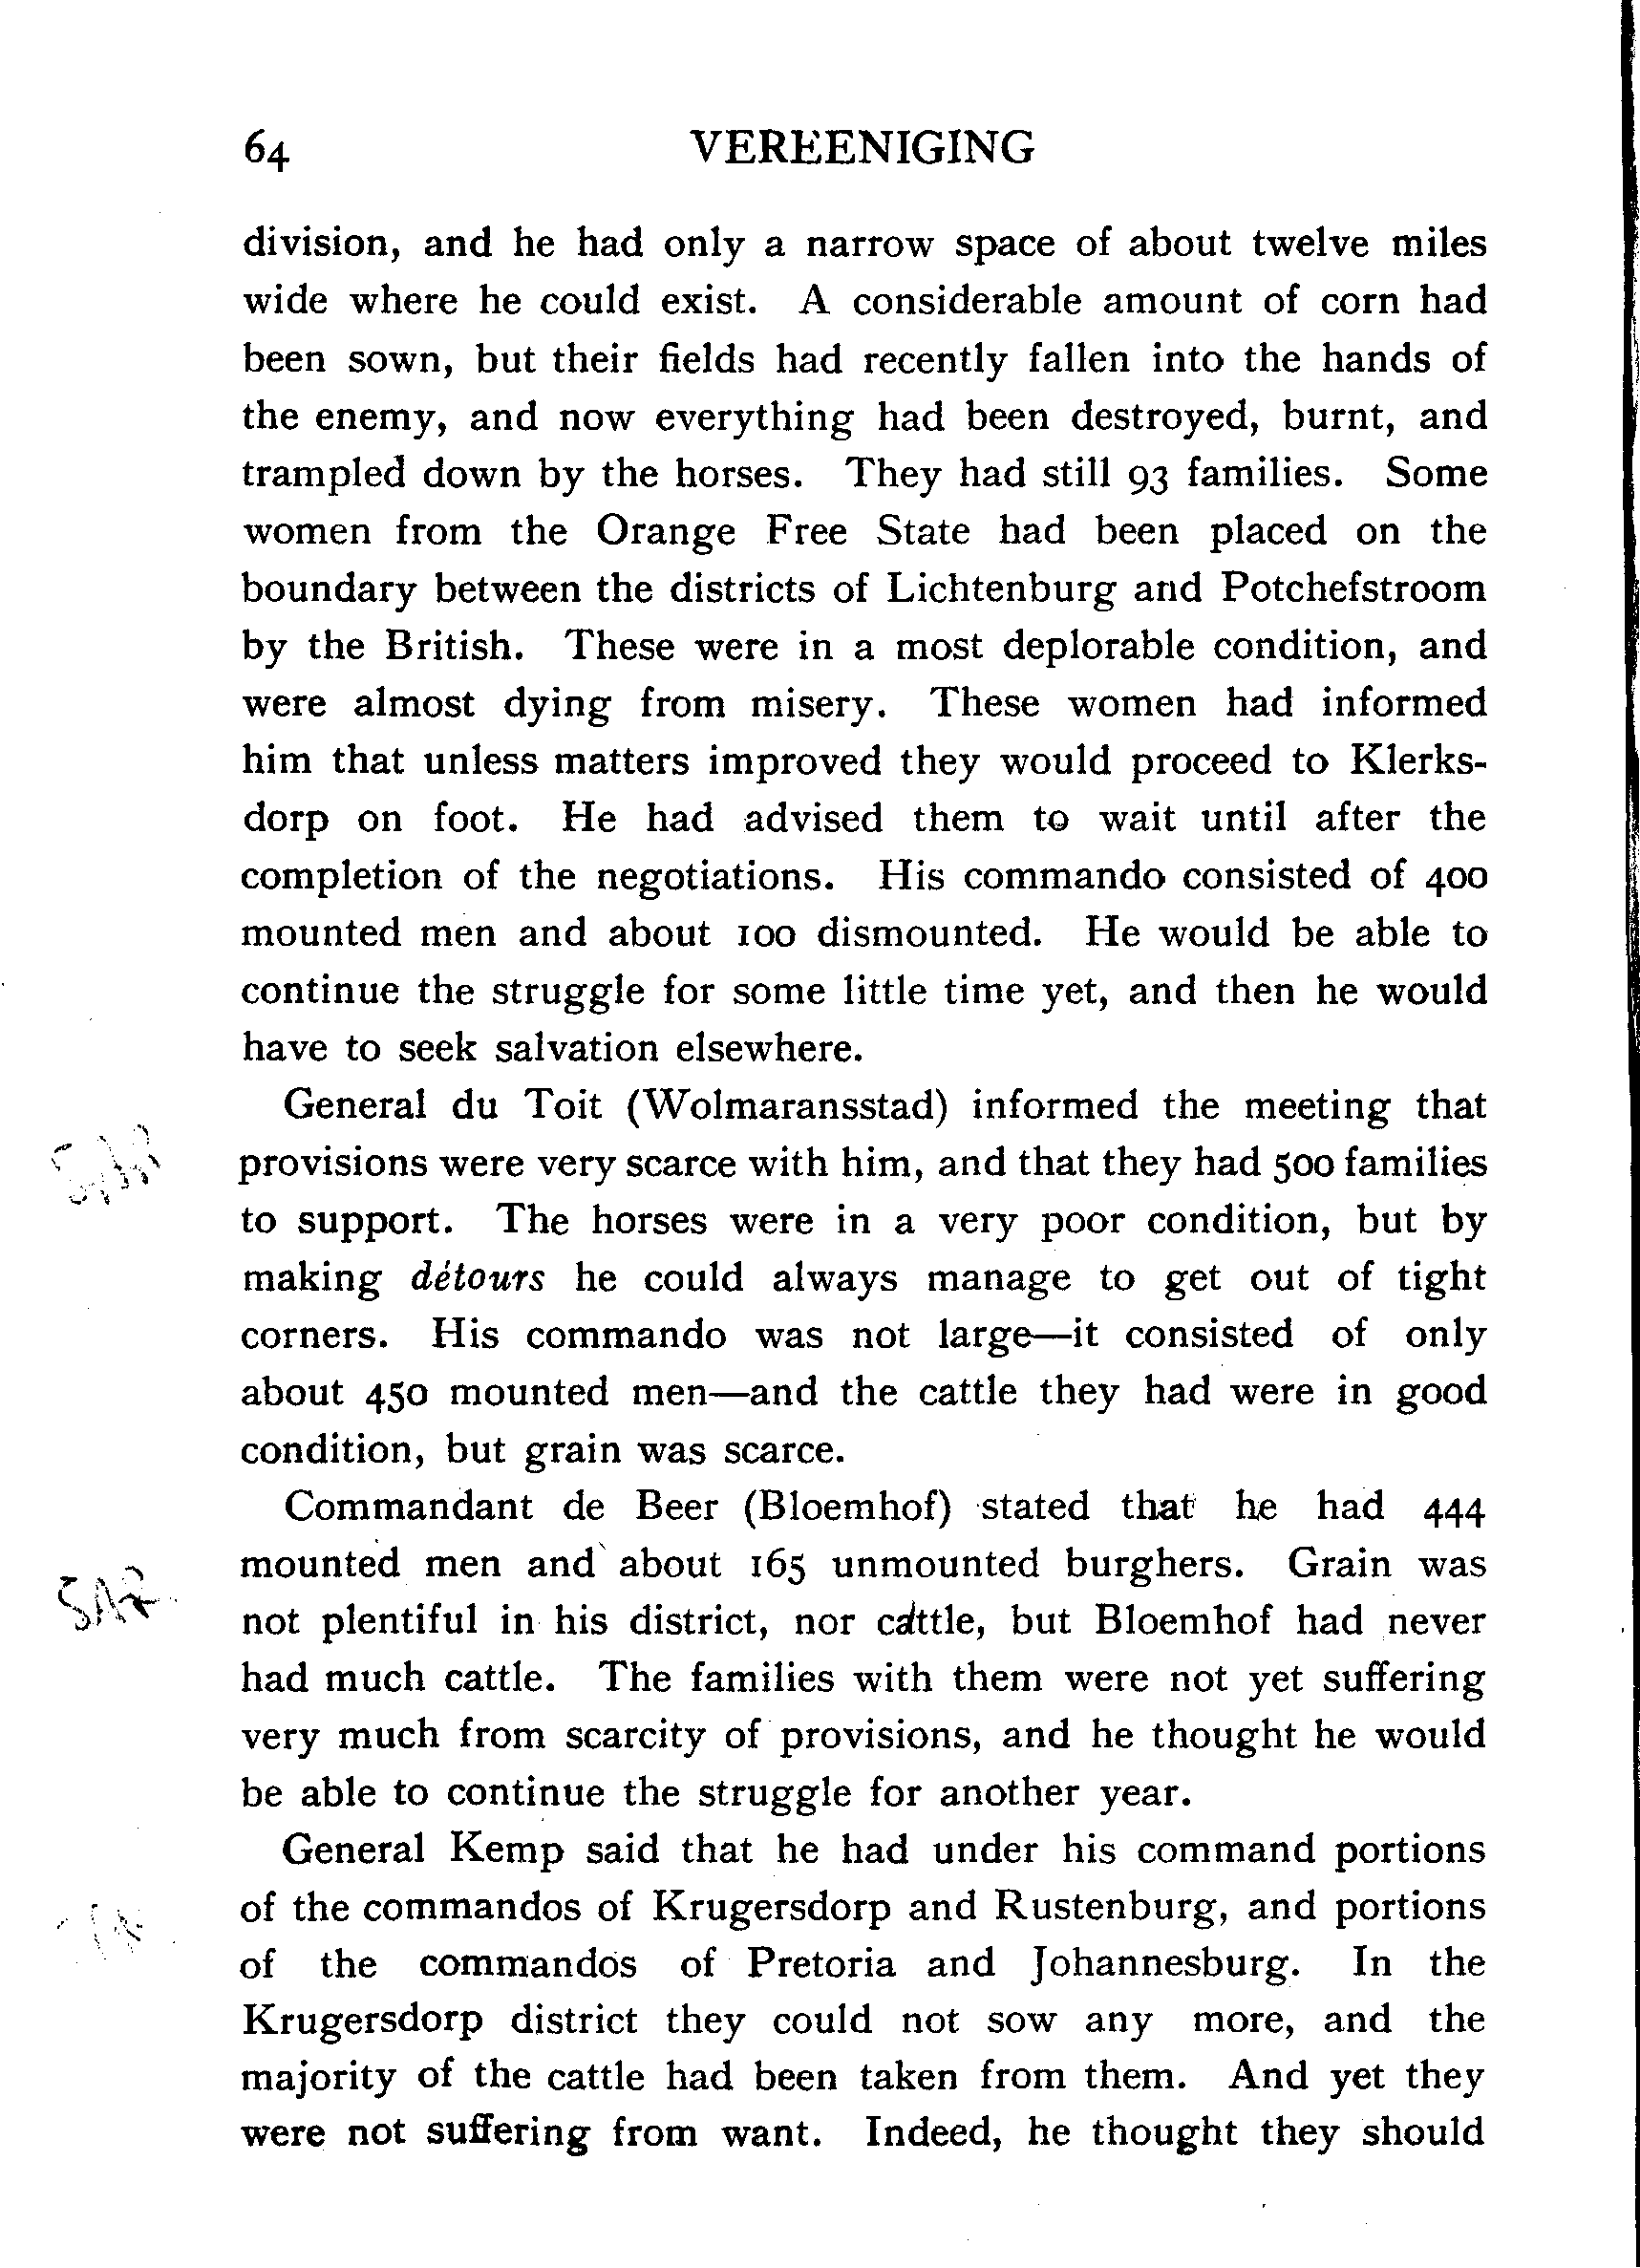 64 VEREENIGING
division, and he had only a narrow space of about twelve miles
wide where he could exist. A considerable amount of corn had
been sown, but their fields had recently fallen into the hands of
the enemy, and now everything had been destroyed, burnt, and
trampled down by the horses. They had still 93 families. Some
women from the Orange Free State had been placed on the
boundary between the districts of Lichtenburg and Potchefstroom
by the British. These were in a most deplorable condition, and
were almost dying from misery. These women had informed
him that unless matters improved they would proceed to Klerks-
dorp on foot. He had advised them to wait until after the
completion of the negotiations. His commando consisted of 400
mounted men and about 100 dismounted. He would be able to
continue the struggle for some little time yet, and then he would
have to seek salvation elsewhere.
General du Toit (Wolmaransstad) informed the meeting that
provisions were very scarce with him, and that they had 500 families
to support. The horses were in a very poor condition, but by
making détours he could always manage to get out of tight
corners. His commando was not large—it consisted of only
about 450 mounted men—and the cattle they had were in good
condition, but grain was scarce.
Commandant de Beer (Bloemhof) stated that he had 444
mounted men and about 165 unmounted burghers. Grain was
SAR
not plentiful in his district, nor cattle, but Bloemhof had never
had much cattle. The families with them were not yet suffering
very much from scarcity of provisions, and he thought he would
be able to continue the struggle for another year.
General Kemp said that he had under his command portions
of the commandos of Krugersdorp and Rustenburg, and portions
of the commandos of Pretoria and Johannesburg. In the
Krugersdorp district they could not sow any more, and the
majority of the cattle had been taken from them. And yet they
were not suffering from want. Indeed, he thought they should